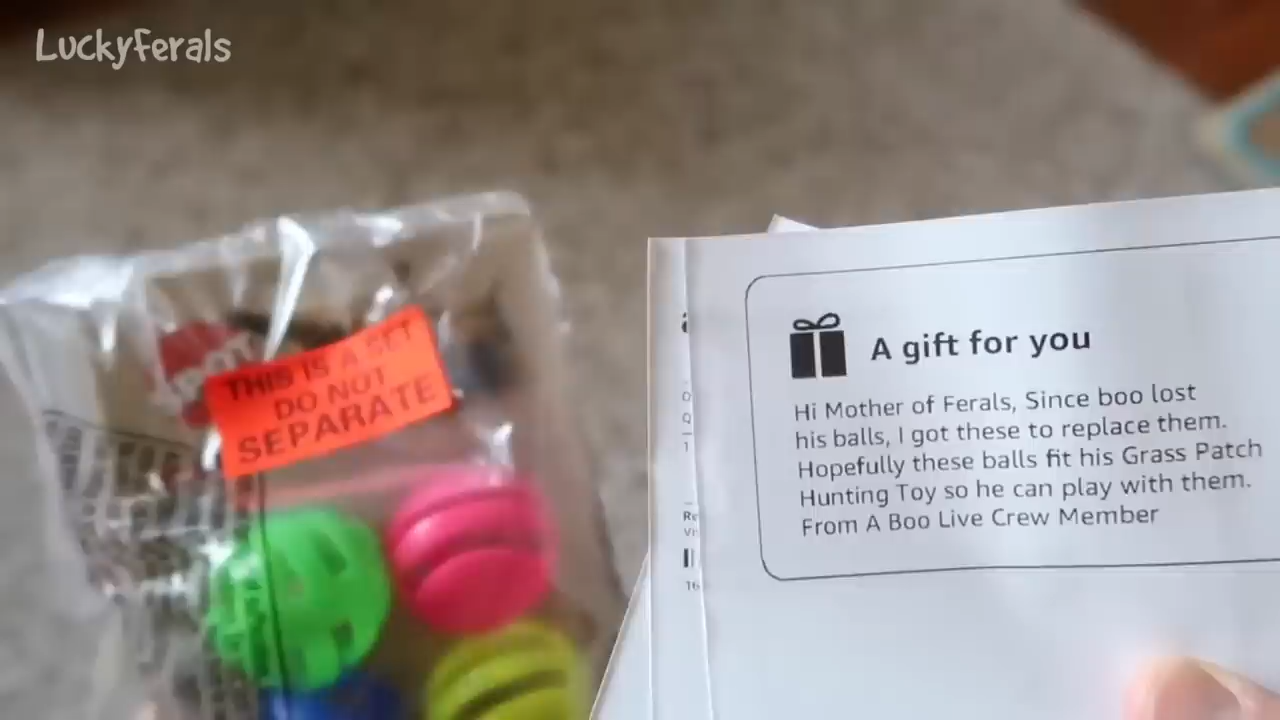 LuckyFerals
SPOT
THIS IS A SET
DO NOT
SEPARATE
A gift for you
Hi Mother of Ferals, Since boo lost
his balls, I got these to replace them.
Hopefully these balls fit his Grass Patch
Hunting Toy so he can play with them.
From A Boo Live Crew Member